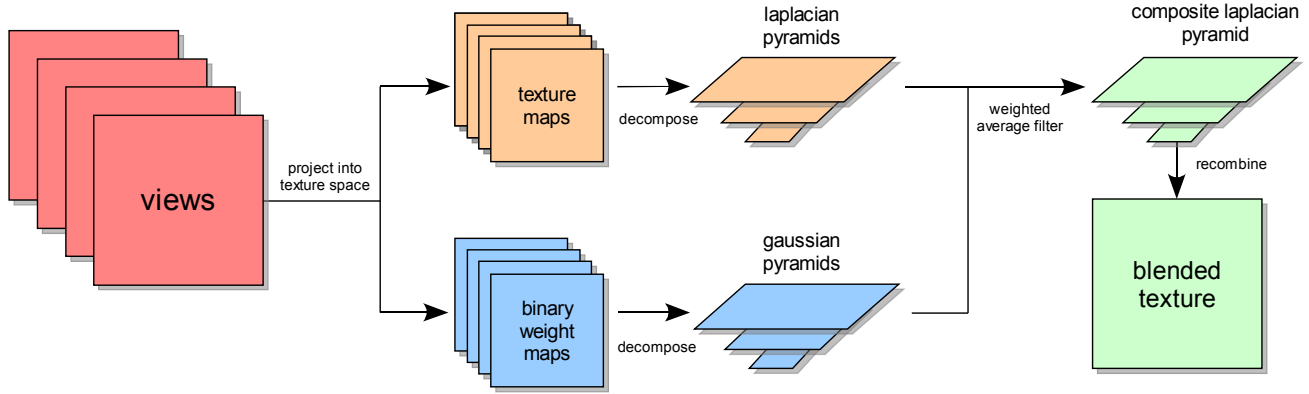 views
project into
texture space
texture
maps
decompose
laplacian
pyramids
binary
weight
maps
decompose
gaussian
pyramids
weighted
average filter
composite laplacian
pyramid
recombine
blended
texture